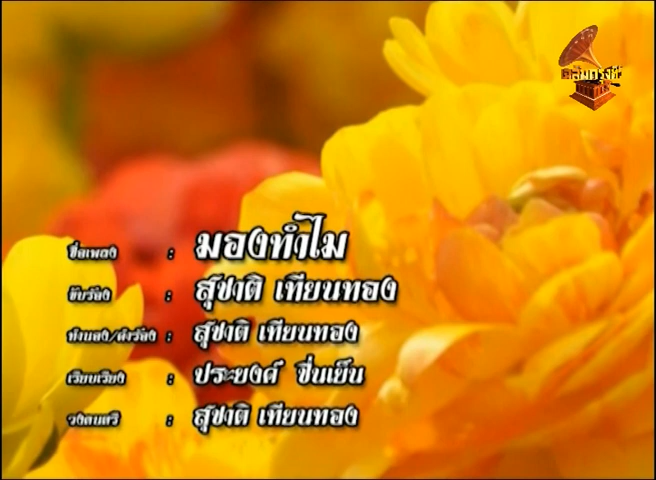 ชื่อเพลง : มองทำไม
ขับร้อง : สุชาติ เทียนทอง
ทำนอง/คำร้อง : สุชาติ เทียนทอง
เรียบเรียง : ประยงค์ ชื่นเย็น
วงดนตรี : สุชาติ เทียนทอง